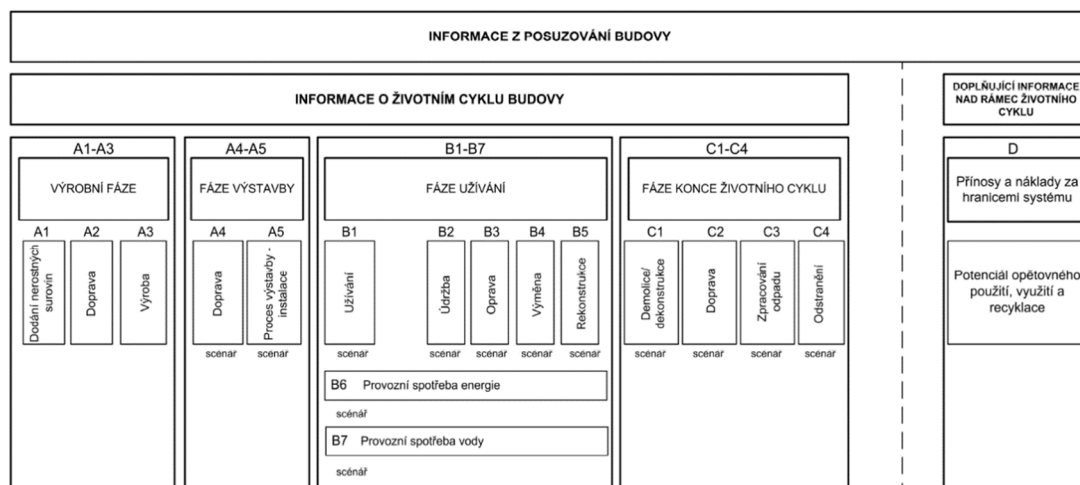 INFORMACE Z POSUZOVÁNÍ BUDOVY
INFORMACE O ŽIVOTNÍM CYKLU BUDOVY
DOPLŇUJÍCÍ INFORMACE
NAD RÁMEC ŽIVOTNÍHO
CYKLU
A1-A3
A4-A5
B1-B7
C1-C4
D
VÝROBNÍ FÁZE
FÁZE VÝSTAVBY
FÁZE UŽÍVÁNÍ
FÁZE KONCE ŽIVOTNÍHO CYKLU
Přínosy a náklady za
hranicemi systému
A1
A2
A3
A4
A5
B1
B2
B3
B4
B5
C1
C2
C3
C4
Dodání nerostných
surovin
Doprava
Výroba
Doprava
Proces výstavby -
instalace
Užívání
Údržba
Oprava
Výměna
Rekonstrukce
Demolice/
dekonstrukce
Doprava
Zpracování
odpadu
Odstranění
Potenciál opětovného
použití, využití a
recyklace
scénář
scénář
scénář
scénář
scénář
scénář
scénář
scénář
scénář
scénář
scénář
B6 Provozní spotřeba energie
scénář
B7 Provozní spotřeba vody
scénář